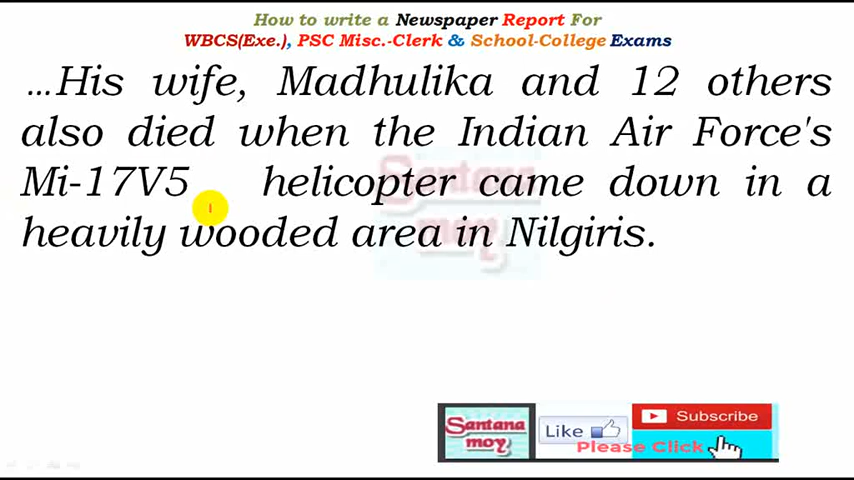 How to write a Newspaper Report For
WBCS(Exe.), PSC Misc.-Clerk & School-College Exams
...His wife, Madhulika and 12 others
also died when the Indian Air Force's
Mi-17V5 helicopter came down in a
heavily wooded area in Nilgiris.
Santana
moy
Santana
moy
Like
Subscribe
Please Click